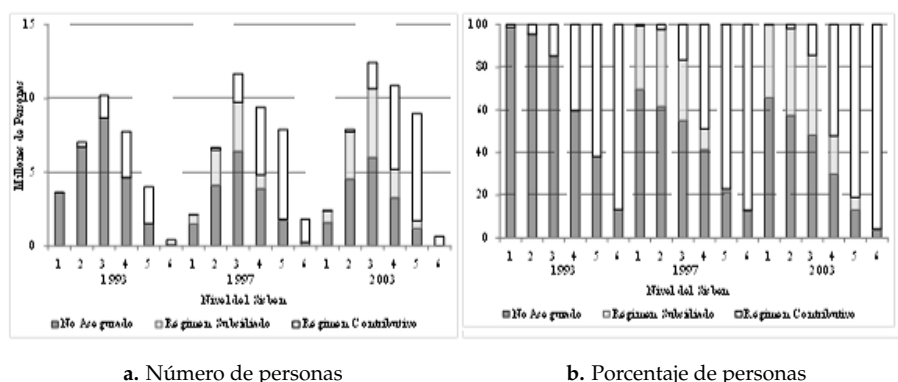 15
10
5
0
Millones de Personas
1 2 3 4 5 6 1 2 3 4 5 6 1 2 3 4 5 6
1993 1997 2003
Nivel del Sisben
No Asegurado Régimen Subsidiado Régimen Contributivo
a. Número de personas
100
80
60
40
20
0
1 2 3 4 5 6 1 2 3 4 5 6 1 2 3 4 5 6
1993 1997 2003
Nivel del Sisben
No Asegurado Régimen Subsidiado Régimen Contributivo
b. Porcentaje de personas